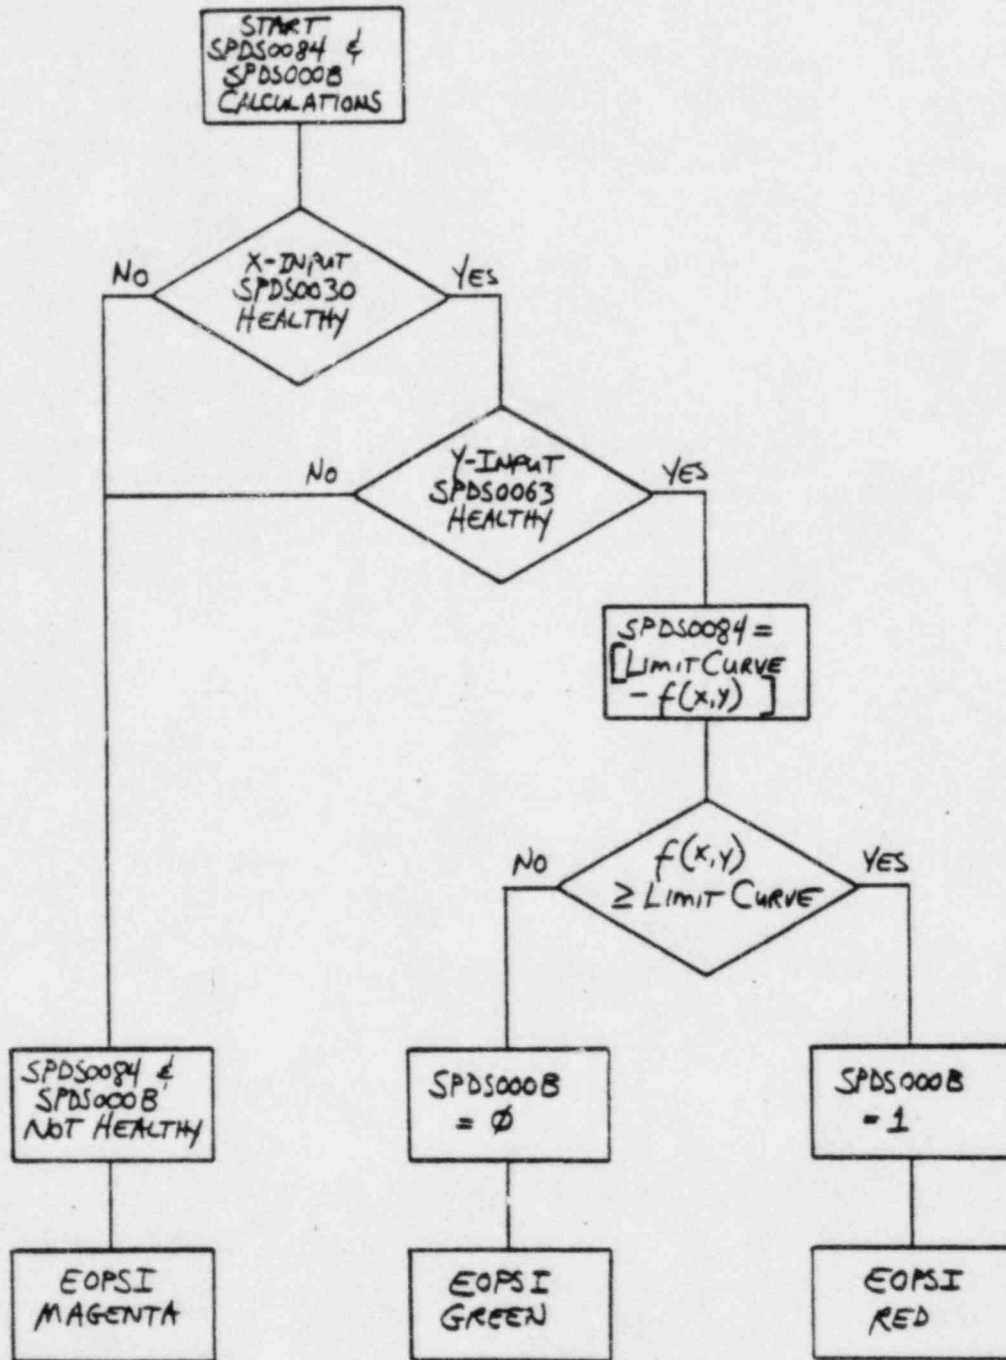 START
SPDS0084 &
SPDS000B
CALCULATIONS
X-INPUT
SPDS0030
HEALTHY
NO
YES
Y-INPUT
SPDS0063
HEALTHY
NO
YES
SPDS0084 =
[LIMIT CURVE
- f(x,y) ]
f(x,y)
≥ LIMIT CURVE
NO
YES
SPDS0084 &
SPDS000B
NOT HEALTHY
SPDS000B
= Ø
SPDS000B
= 1
EOPSI
MAGENTA
EOPSI
GREEN
EOPSI
RED